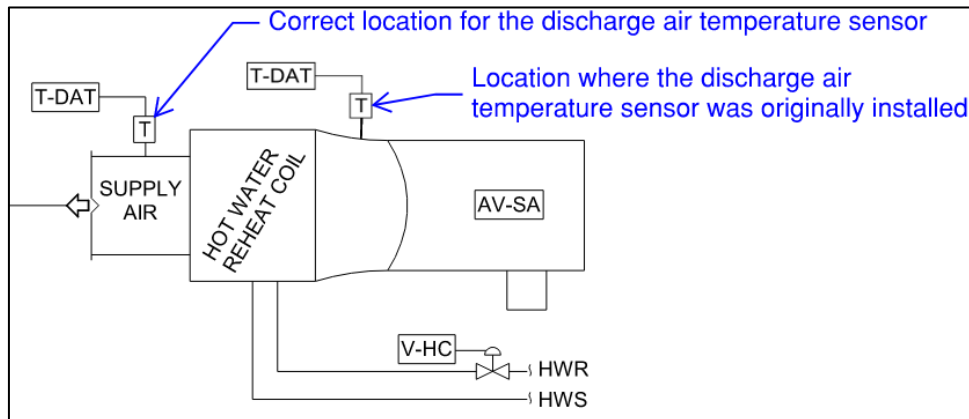 Correct location for the discharge air temperature sensor
T-DAT
T-DAT
Location where the discharge air
temperature sensor was originally installed
T
T
SUPPLY
AIR
HOT WATER
REHEAT COIL
AV-SA
V-HC
HWR
HWS